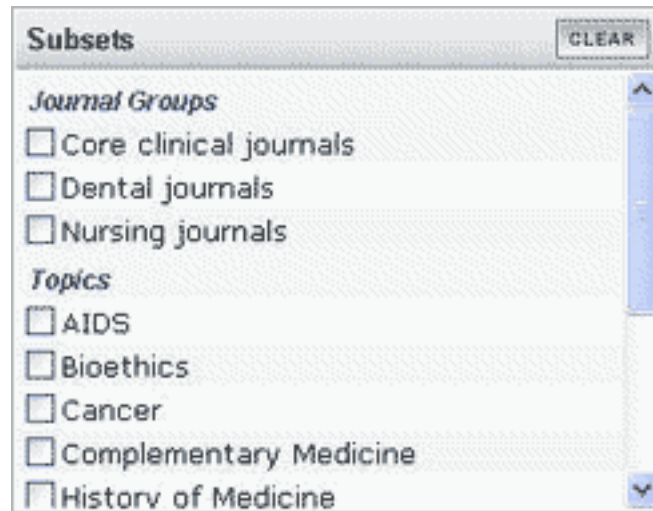 Subsets
CLEAR
Journal Groups
Core clinical journals
Dental journals
Nursing journals
Topics
AIDS
Bioethics
Cancer
Complementary Medicine
History of Medicine